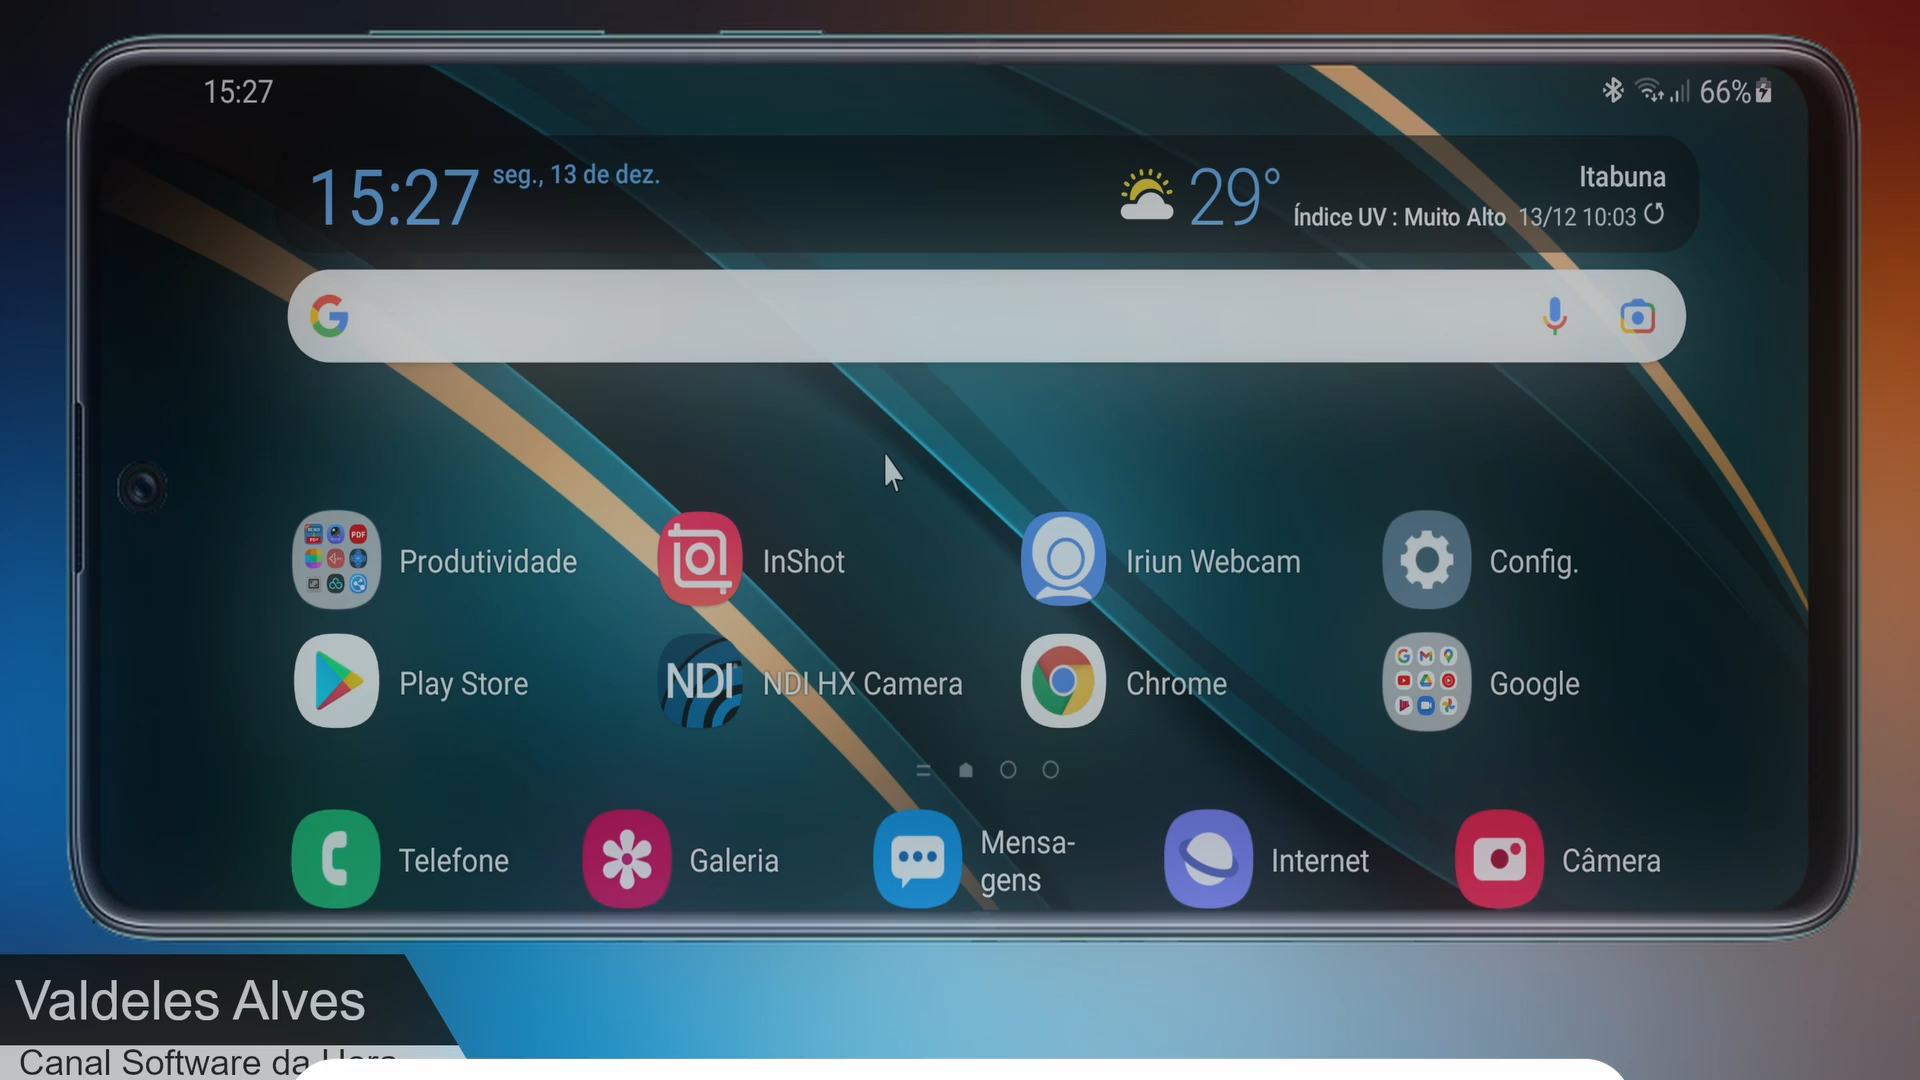 15:27
66%
15:27
seg., 13 de dez.
29°
Itabuna
Índice UV : Muito Alto 13/12 10:03
Produtividade
InShot
Iriun Webcam
Config.
Play Store
NDI
NDI HX Camera
Chrome
Google
Telefone
Galeria
Mensa-
gens
Internet
Câmera
Valdeles Alves
Canal Software da Hora